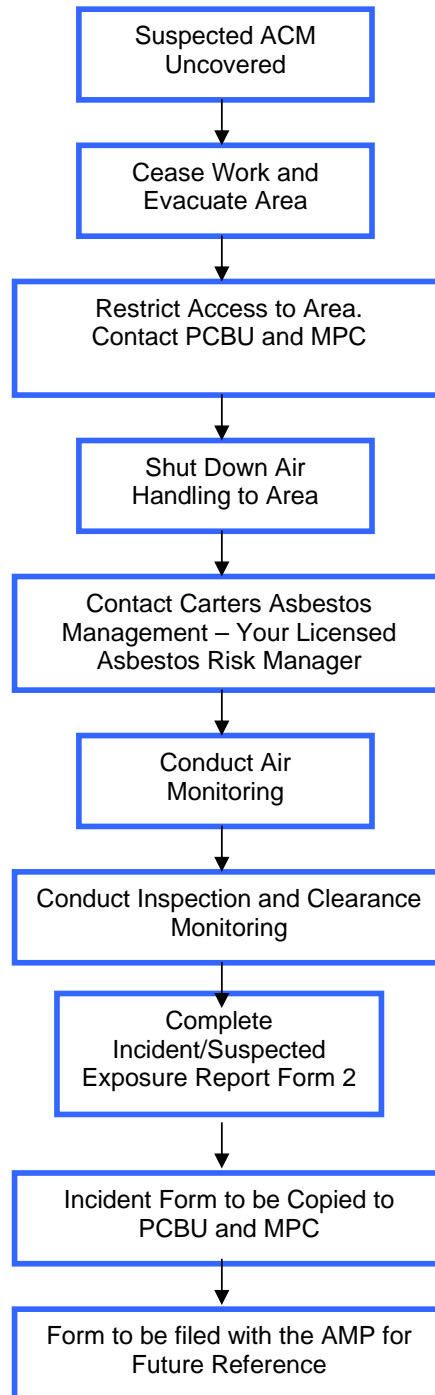 Suspected ACM
Uncovered
Cease Work and
Evacuate Area
Restrict Access to Area.
Contact PCBU and MPC
Shut Down Air
Handling to Area
Contact Carters Asbestos
Management – Your Licensed
Asbestos Risk Manager
Conduct Air
Monitoring
Conduct Inspection and Clearance
Monitoring
Complete
Incident/Suspected
Exposure Report Form 2
Incident Form to be Copied to
PCBU and MPC
Form to be filed with the AMP for
Future Reference